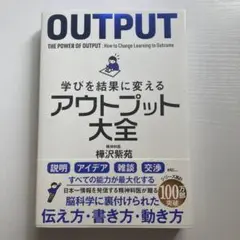 OUTPUT
THE POWER OF OUTPUT : How to Change Learning to Outcome
学びを結果に変える
アウトプット
大全
精神科医
樺沢紫苑
説明 アイデア 雑談 交渉 etc...
すべての能力が最大化する
日本一情報を発信する精神科医が贈る
100万部
突破
脳科学に裏付けられた
伝え方・書き方・動き方